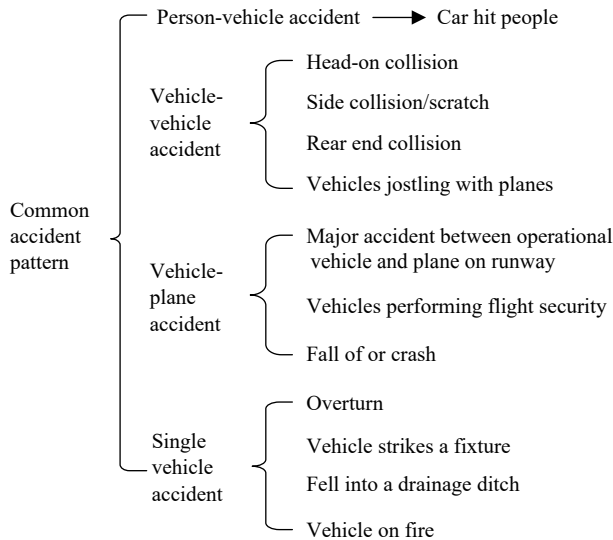 Person-vehicle accident
Car hit people
Head-on collision
Vehicle-
vehicle
accident
Side collision/scratch
Rear end collision
Vehicles jostling with planes
Common
accident
pattern
Major accident between operational
vehicle and plane on runway
Vehicle-
plane
accident
Vehicles performing flight security
Fall of or crash
Overturn
Single
vehicle
accident
Vehicle strikes a fixture
Fell into a drainage ditch
Vehicle on fire